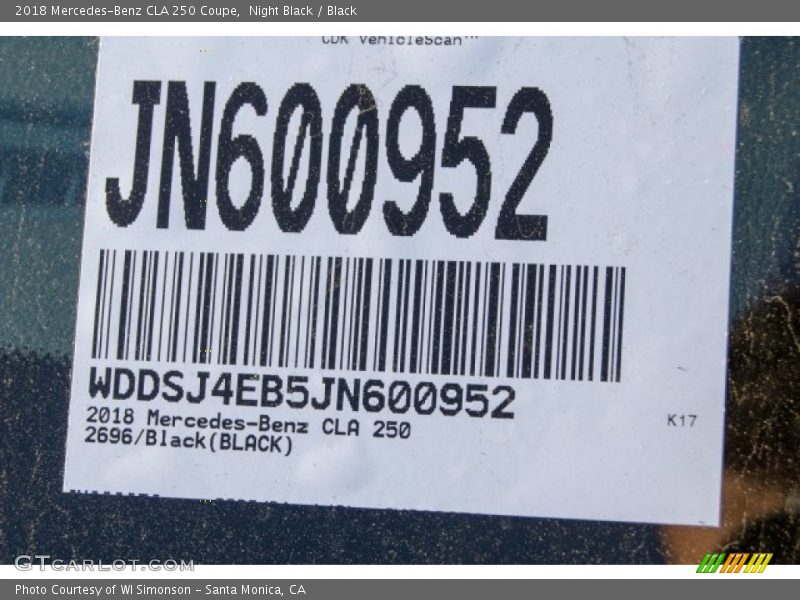 2018 Mercedes-Benz CLA 250 Coupe, Night Black / Black
CDK VehicleScan™
JN600952
WDDSJ4EB5JN600952
2018 Mercedes-Benz CLA 250
2696/Black(BLACK)
K17
GTCARLOT.COM
Photo Courtesy of WI Simonson - Santa Monica, CA